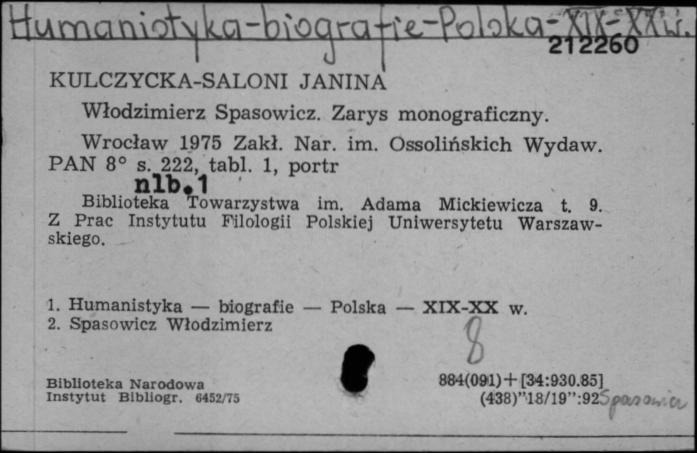 Humanistyka-biografie-Polska-XIX-XX w.
212260
KULCZYCKA-SALONI JANINA
Włodzimierz Spasowicz. Zarys monograficzny.
Wrocław 1975 Zakł. Nar. im. Ossolińskich Wydaw.
PAN 8° s. 222, tabl. 1, portr
nlb.1
Biblioteka Towarzystwa im. Adama Mickiewicza t. 9.
Z Prac Instytutu Filologii Polskiej Uniwersytetu Warszaw-
skiego.
1. Humanistyka — biografie — Polska — XIX-XX w.
2. Spasowicz Włodzimierz
8
Biblioteka Narodowa
Instytut Bibliogr. 6452/75
884(091)+[34:930.85]
(438)"18/19":92Spasowicz